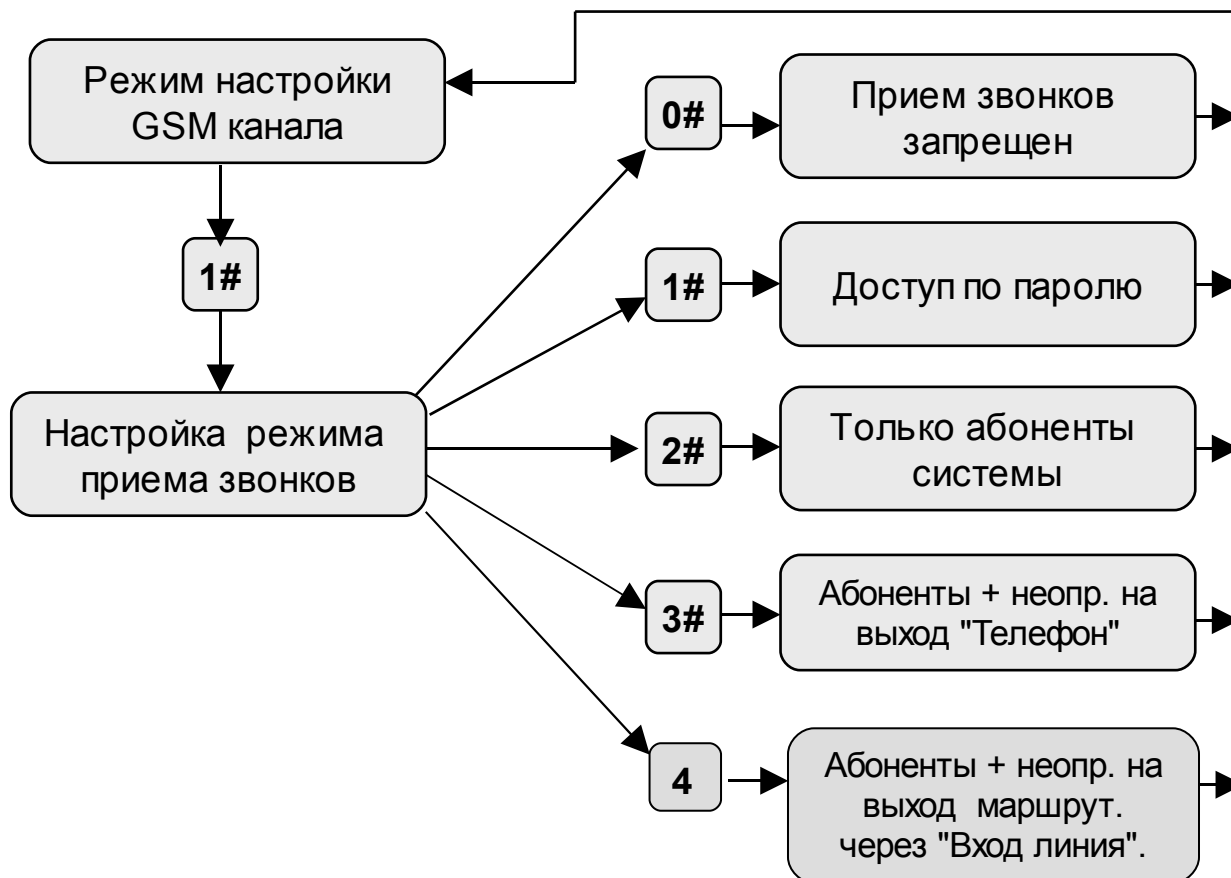 Режим настройки
GSM канала
1#
Настройка режима
приема звонков
0#
Прием звонков
запрещен
1#
Доступ по паролю
2#
Только абоненты
системы
3#
Абоненты + неопр. на
выход "Телефон"
4
Абоненты + неопр. на
выход маршрут.
через "Вход линия".